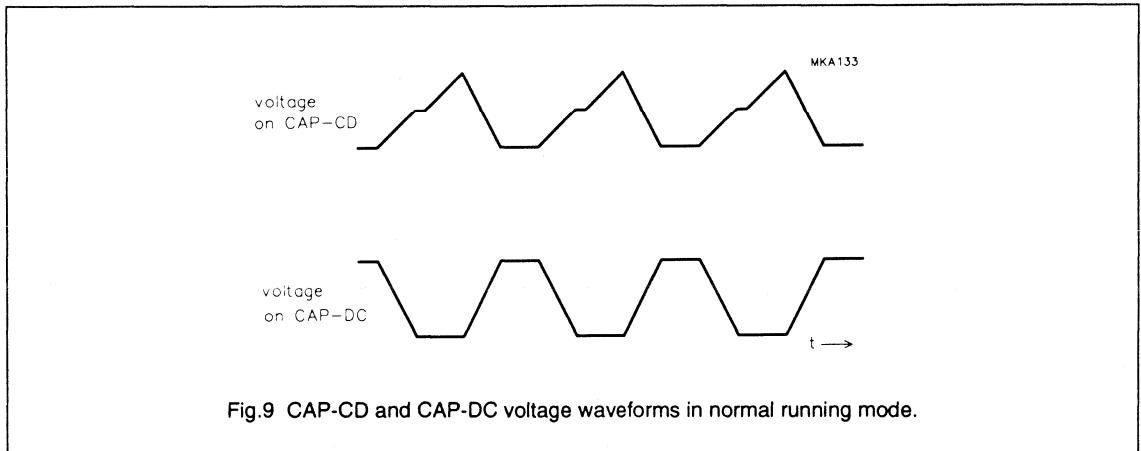 MKA133
voltage
on CAP-CD
voltage
on CAP-DC
t
Fig.9 CAP-CD and CAP-DC voltage waveforms in normal running mode.